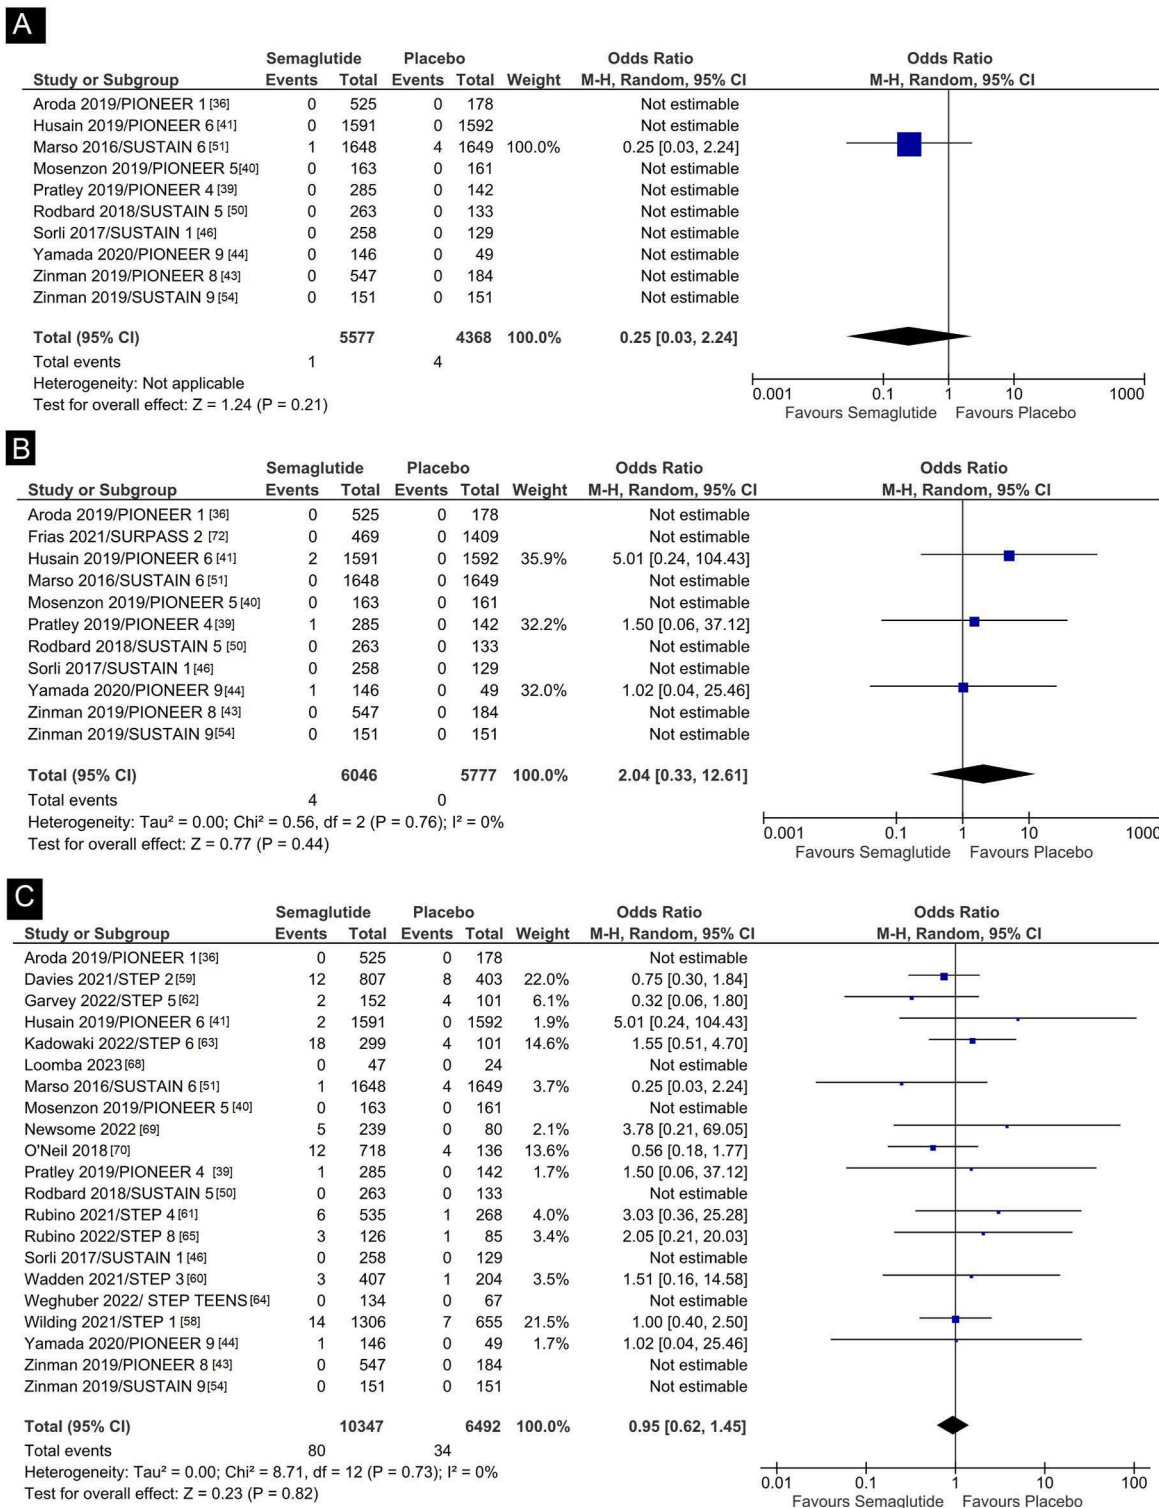 A
Semaglutide Placebo Odds Ratio Odds Ratio
Study or Subgroup Events Total Events Total Weight M-H, Random, 95% CI M-H, Random, 95% CI
Aroda 2019/PIONEER 1 [36] 0 525 0 178 Not estimable
Husain 2019/PIONEER 6 [41] 0 1591 0 1592 Not estimable
Marso 2016/SUSTAIN 6 [51] 1 1648 4 1649 100.0% 0.25 [0.03, 2.24]
Mosenzon 2019/PIONEER 5[40] 0 163 0 161 Not estimable
Pratley 2019/PIONEER 4 [39] 0 285 0 142 Not estimable
Rodbard 2018/SUSTAIN 5 [50] 0 263 0 133 Not estimable
Sorli 2017/SUSTAIN 1 [46] 0 258 0 129 Not estimable
Yamada 2020/PIONEER 9 [44] 0 146 0 49 Not estimable
Zinman 2019/PIONEER 8 [43] 0 547 0 184 Not estimable
Zinman 2019/SUSTAIN 9 [54] 0 151 0 151 Not estimable
Total (95% CI) 5577 4368 100.0% 0.25 [0.03, 2.24]
Total events 1 4
Heterogeneity: Not applicable
Test for overall effect: Z = 1.24 (P = 0.21)
0.001 0.1 1 10 1000
Favours Semaglutide Favours Placebo
B
Semaglutide Placebo Odds Ratio Odds Ratio
Study or Subgroup Events Total Events Total Weight M-H, Random, 95% CI M-H, Random, 95% CI
Aroda 2019/PIONEER 1 [36] 0 525 0 178 Not estimable
Frias 2021/SURPASS 2 [72] 0 469 0 1409 Not estimable
Husain 2019/PIONEER 6 [41] 2 1591 0 1592 35.9% 5.01 [0.24, 104.43]
Marso 2016/SUSTAIN 6 [51] 0 1648 0 1649 Not estimable
Mosenzon 2019/PIONEER 5[40] 0 163 0 161 Not estimable
Pratley 2019/PIONEER 4[39] 1 285 0 142 32.2% 1.50 [0.06, 37.12]
Rodbard 2018/SUSTAIN 5 [50] 0 263 0 133 Not estimable
Sorli 2017/SUSTAIN 1[46] 0 258 0 129 Not estimable
Yamada 2020/PIONEER 9[44] 1 146 0 49 32.0% 1.02 [0.04, 25.46]
Zinman 2019/PIONEER 8 [43] 0 547 0 184 Not estimable
Zinman 2019/SUSTAIN 9[54] 0 151 0 151 Not estimable
Total (95% CI) 6046 5777 100.0% 2.04 [0.33, 12.61]
Total events 4 0
Heterogeneity: Tau² = 0.00; Chi² = 0.56, df = 2 (P = 0.76); I² = 0%
Test for overall effect: Z = 0.77 (P = 0.44)
0.001 0.1 1 10 1000
Favours Semaglutide Favours Placebo
C
Semaglutide Placebo Odds Ratio Odds Ratio
Study or Subgroup Events Total Events Total Weight M-H, Random, 95% CI M-H, Random, 95% CI
Aroda 2019/PIONEER 1[36] 0 525 0 178 Not estimable
Davies 2021/STEP 2[59] 12 807 8 403 22.0% 0.75 [0.30, 1.84]
Garvey 2022/STEP 5[62] 2 152 4 101 6.1% 0.32 [0.06, 1.80]
Husain 2019/PIONEER 6 [41] 2 1591 0 1592 1.9% 5.01 [0.24, 104.43]
Kadowaki 2022/STEP 6[63] 18 299 4 101 14.6% 1.55 [0.51, 4.70]
Loomba 2023[68] 0 47 0 24 Not estimable
Marso 2016/SUSTAIN 6[51] 1 1648 4 1649 3.7% 0.25 [0.03, 2.24]
Mosenzon 2019/PIONEER 5 [40] 0 163 0 161 Not estimable
Newsome 2022 [69] 5 239 0 80 2.1% 3.78 [0.21, 69.05]
O'Neil 2018[70] 12 718 4 136 13.6% 0.56 [0.18, 1.77]
Pratley 2019/PIONEER 4 [39] 1 285 0 142 1.7% 1.50 [0.06, 37.12]
Rodbard 2018/SUSTAIN 5[50] 0 263 0 133 Not estimable
Rubino 2021/STEP 4[61] 6 535 1 268 4.0% 3.03 [0.36, 25.28]
Rubino 2022/STEP 8[65] 3 126 1 85 3.4% 2.05 [0.21, 20.03]
Sorli 2017/SUSTAIN 1[46] 0 258 0 129 Not estimable
Wadden 2021/STEP 3[60] 3 407 1 204 3.5% 1.51 [0.16, 14.58]
Weghuber 2022/ STEP TEENS[64] 0 134 0 67 Not estimable
Wilding 2021/STEP 1 [58] 14 1306 7 655 21.5% 1.00 [0.40, 2.50]
Yamada 2020/PIONEER 9[44] 1 146 0 49 1.7% 1.02 [0.04, 25.46]
Zinman 2019/PIONEER 8[43] 0 547 0 184 Not estimable
Zinman 2019/SUSTAIN 9[54] 0 151 0 151 Not estimable
Total (95% CI) 10347 6492 100.0% 0.95 [0.62, 1.45]
Total events 80 34
Heterogeneity: Tau² = 0.00; Chi² = 8.71, df = 12 (P = 0.73); I² = 0%
Test for overall effect: Z = 0.23 (P = 0.82)
0.01 0.1 1 10 100
Favours Semaglutide Favours Placebo